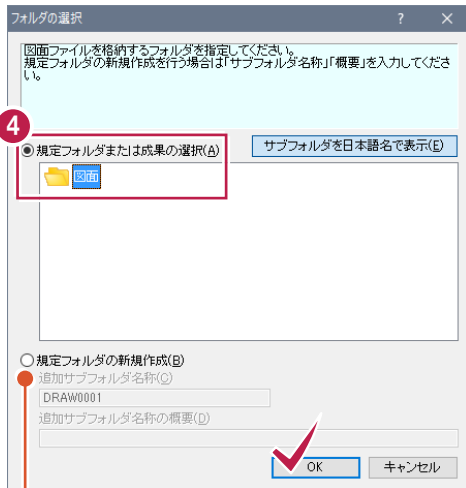 フォルダの選択 ? ×
図面ファイルを格納するフォルダを指定してください。
規定フォルダの新規作成を行う場合は「サブフォルダ名称」「概要」を入力してくださ
い。
4
規定フォルダまたは成果の選択(A)
サブフォルダを日本語名で表示(E)
図面
規定フォルダの新規作成(B)
追加サブフォルダ名称(C)
DRAW0001
追加サブフォルダ名称の概要(D)
OK
キャンセル